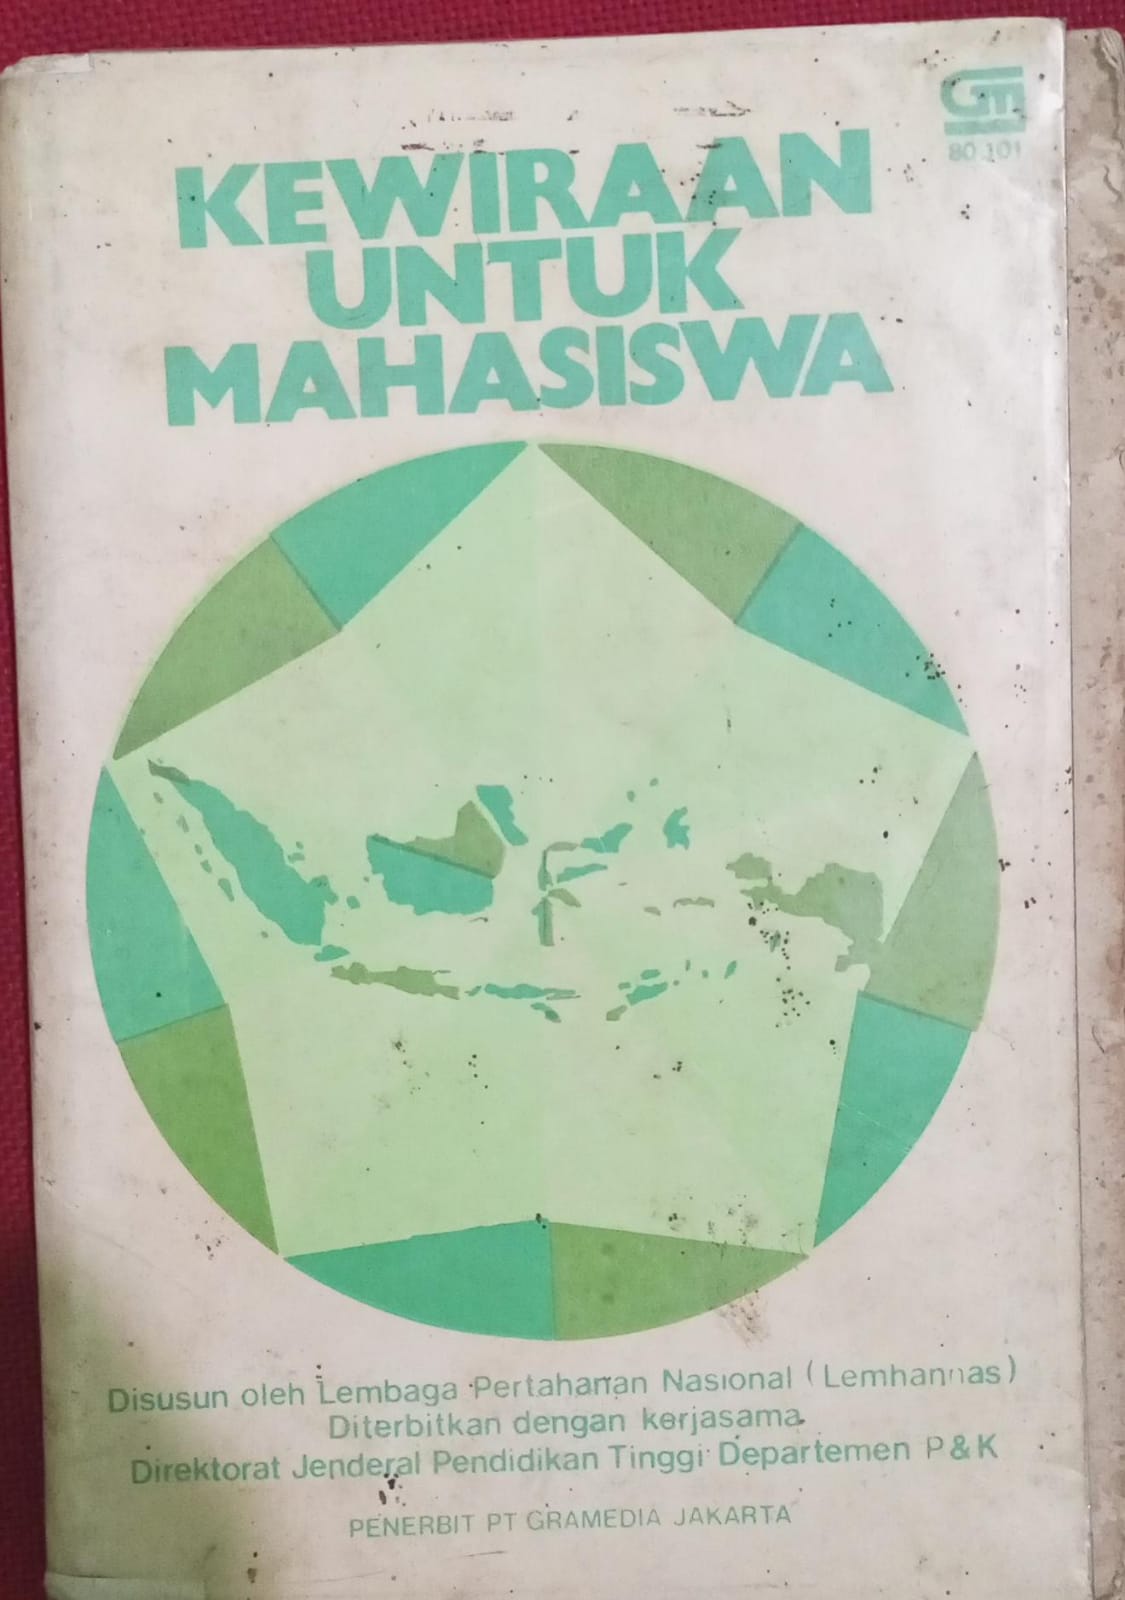 GM
80.101
KEWIRAAN
UNTUK
MAHASISWA
Disusun oleh Lembaga Pertahanan Nasional (Lemhannas)
Diterbitkan dengan kerjasama
Direktorat Jenderal Pendidikan Tinggi Departemen P&K
PENERBIT PT GRAMEDIA JAKARTA